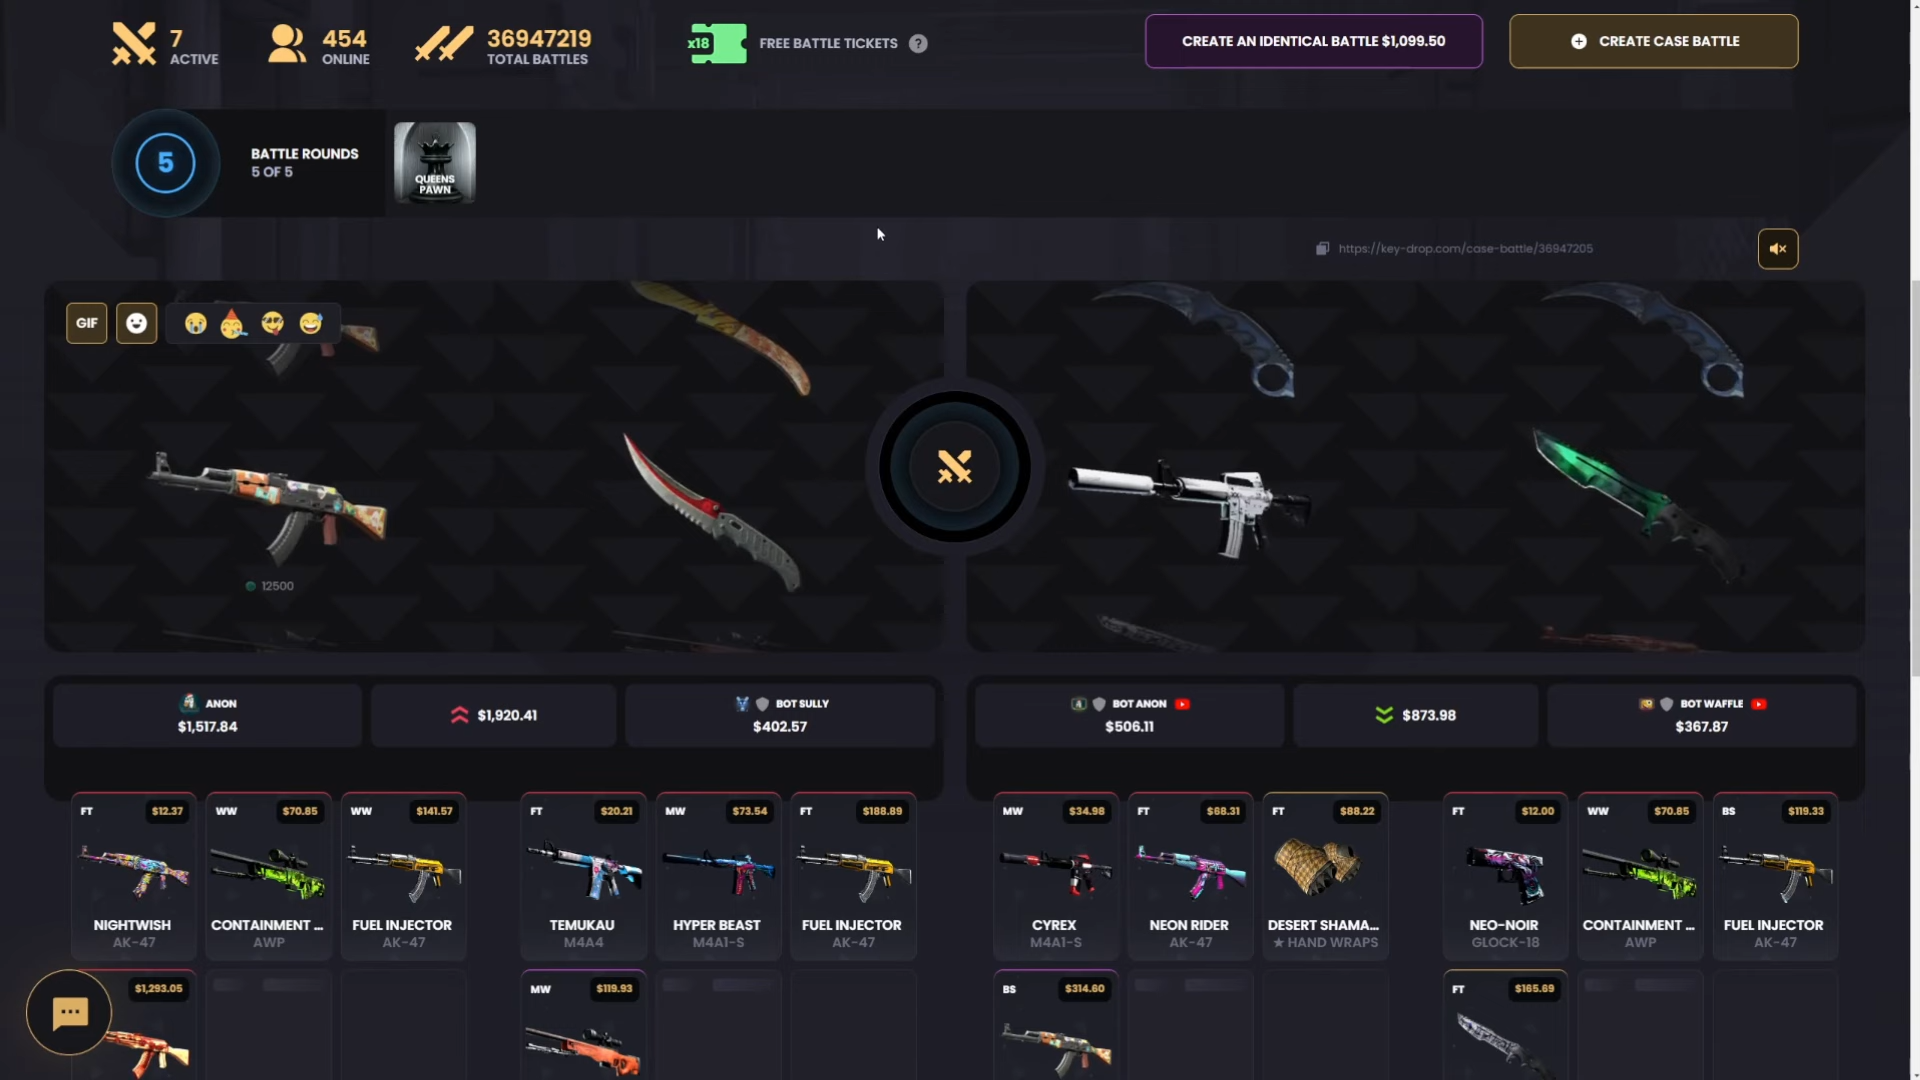 7
ACTIVE
454
ONLINE
36947219
TOTAL BATTLES
x18
FREE BATTLE TICKETS
?
CREATE AN IDENTICAL BATTLE $1,099.50
CREATE CASE BATTLE
5
BATTLE ROUNDS
5 OF 5
QUEENS
PAWN
https://key-drop.com/case-battle/36947205
GIF
12500
ANON
$1,517.84
$1,920.41
BOT SULLY
$402.57
BOT ANON
$506.11
$873.98
BOT WAFFLE
$367.87
FT $12.37
NIGHTWISH
AK-47
WW $70.85
CONTAINMENT ...
AWP
WW $141.57
FUEL INJECTOR
AK-47
FT $20.21
TEMUKAU
M4A4
MW $73.54
HYPER BEAST
M4A1-S
FT $188.89
FUEL INJECTOR
AK-47
MW $34.98
CYREX
M4A1-S
FT $68.31
NEON RIDER
AK-47
FT $88.22
DESERT SHAMA...
★ HAND WRAPS
FT $12.00
NEO-NOIR
GLOCK-18
WW $70.85
CONTAINMENT ...
AWP
BS $119.33
FUEL INJECTOR
AK-47
$1,293.05
MW $119.93
BS $314.60
FT $165.69